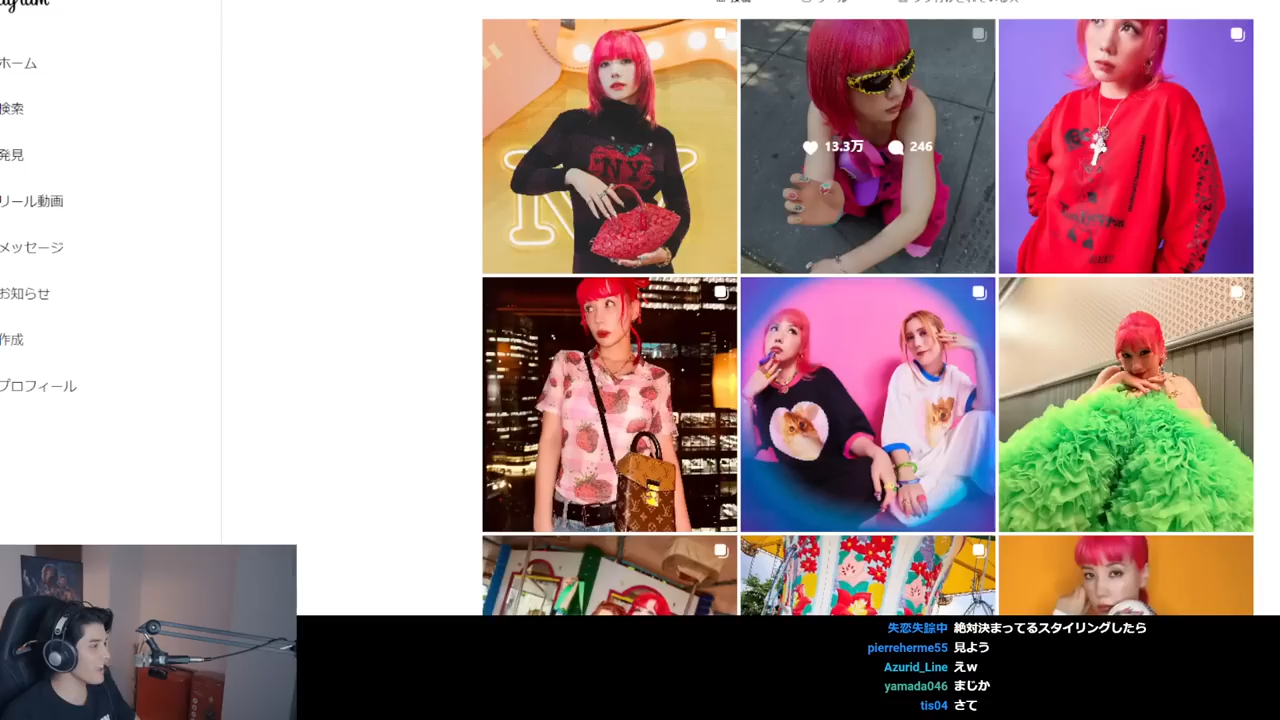 ホーム
検索
発見
リール動画
メッセージ
お知らせ
作成
プロフィール
13.3万 246
NY
失恋失踪中 絶対決まってるスタイリングしたら
pierreherme55 見よう
Azurid_Line えw
yamada046 まじか
tis04 さて